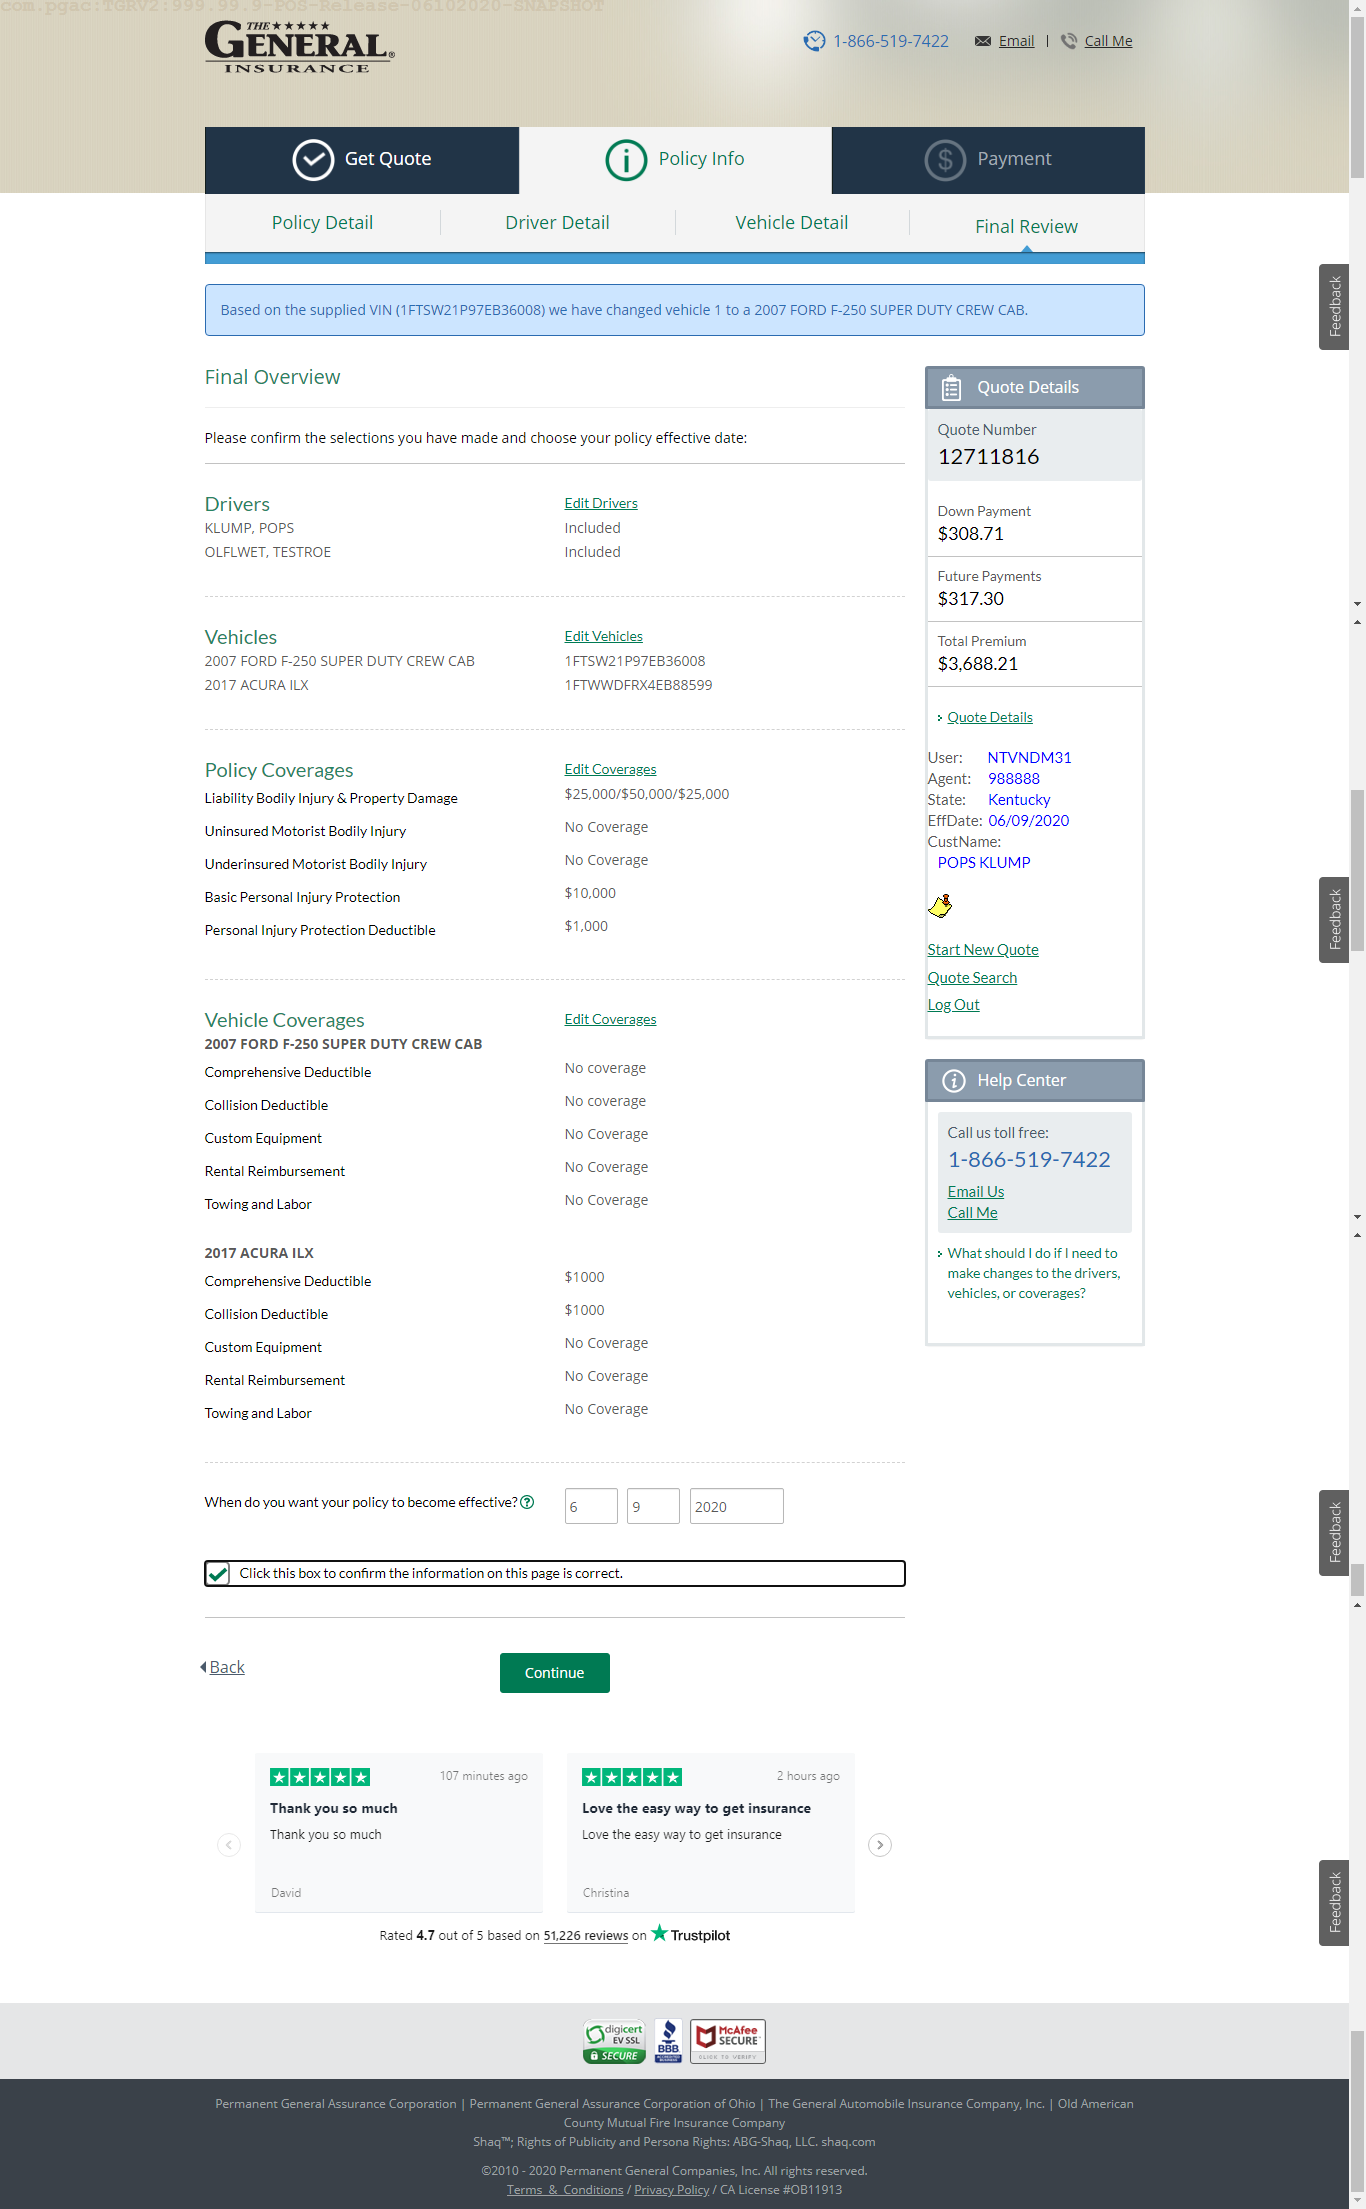 com.pgac:TGRV2:999.99.9-POS-Release-06102020-SNAPSHOT
THE GENERAL®
INSURANCE
1-866-519-7422 Email | Call Me
Get Quote
Policy Info
Payment
Policy Detail
Driver Detail
Vehicle Detail
Final Review
Based on the supplied VIN (1FTSW21P97EB36008) we have changed vehicle 1 to a 2007 FORD F-250 SUPER DUTY CREW CAB.
Final Overview
Please confirm the selections you have made and choose your policy effective date:
Drivers Edit Drivers
KLUMP, POPS Included
OLFLWET, TESTROE Included
Vehicles Edit Vehicles
2007 FORD F-250 SUPER DUTY CREW CAB 1FTSW21P97EB36008
2017 ACURA ILX 1FTWWDFRX4EB88599
Policy Coverages Edit Coverages
Liability Bodily Injury & Property Damage $25,000/$50,000/$25,000
Uninsured Motorist Bodily Injury No Coverage
Underinsured Motorist Bodily Injury No Coverage
Basic Personal Injury Protection $10,000
Personal Injury Protection Deductible $1,000
Vehicle Coverages Edit Coverages
2007 FORD F-250 SUPER DUTY CREW CAB
Comprehensive Deductible No coverage
Collision Deductible No coverage
Custom Equipment No Coverage
Rental Reimbursement No Coverage
Towing and Labor No Coverage
2017 ACURA ILX
Comprehensive Deductible $1000
Collision Deductible $1000
Custom Equipment No Coverage
Rental Reimbursement No Coverage
Towing and Labor No Coverage
When do you want your policy to become effective? 6 9 2020
Click this box to confirm the information on this page is correct.
Back
Continue
Quote Details
Quote Number
12711816
Down Payment
$308.71
Future Payments
$317.30
Total Premium
$3,688.21
Quote Details
User: NTVNDM31
Agent: 988888
State: Kentucky
EffDate: 06/09/2020
CustName:
POPS KLUMP
Start New Quote
Quote Search
Log Out
Help Center
Call us toll free:
1-866-519-7422
Email Us
Call Me
What should I do if I need to
make changes to the drivers,
vehicles, or coverages?
Feedback
Feedback
Feedback
Feedback
107 minutes ago
Thank you so much
Thank you so much
David
2 hours ago
Love the easy way to get insurance
Love the easy way to get insurance
Christina
Rated 4.7 out of 5 based on 51,226 reviews on Trustpilot
digicert
EV SSL
SECURE
BBB
ACCREDITED BUSINESS
McAfee
SECURE
CLICK TO VERIFY
Permanent General Assurance Corporation | Permanent General Assurance Corporation of Ohio | The General Automobile Insurance Company, Inc. | Old American
County Mutual Fire Insurance Company
Shaq™; Rights of Publicity and Persona Rights: ABG-Shaq, LLC. shaq.com
©2010 - 2020 Permanent General Companies, Inc. All rights reserved.
Terms & Conditions / Privacy Policy / CA License #OB11913